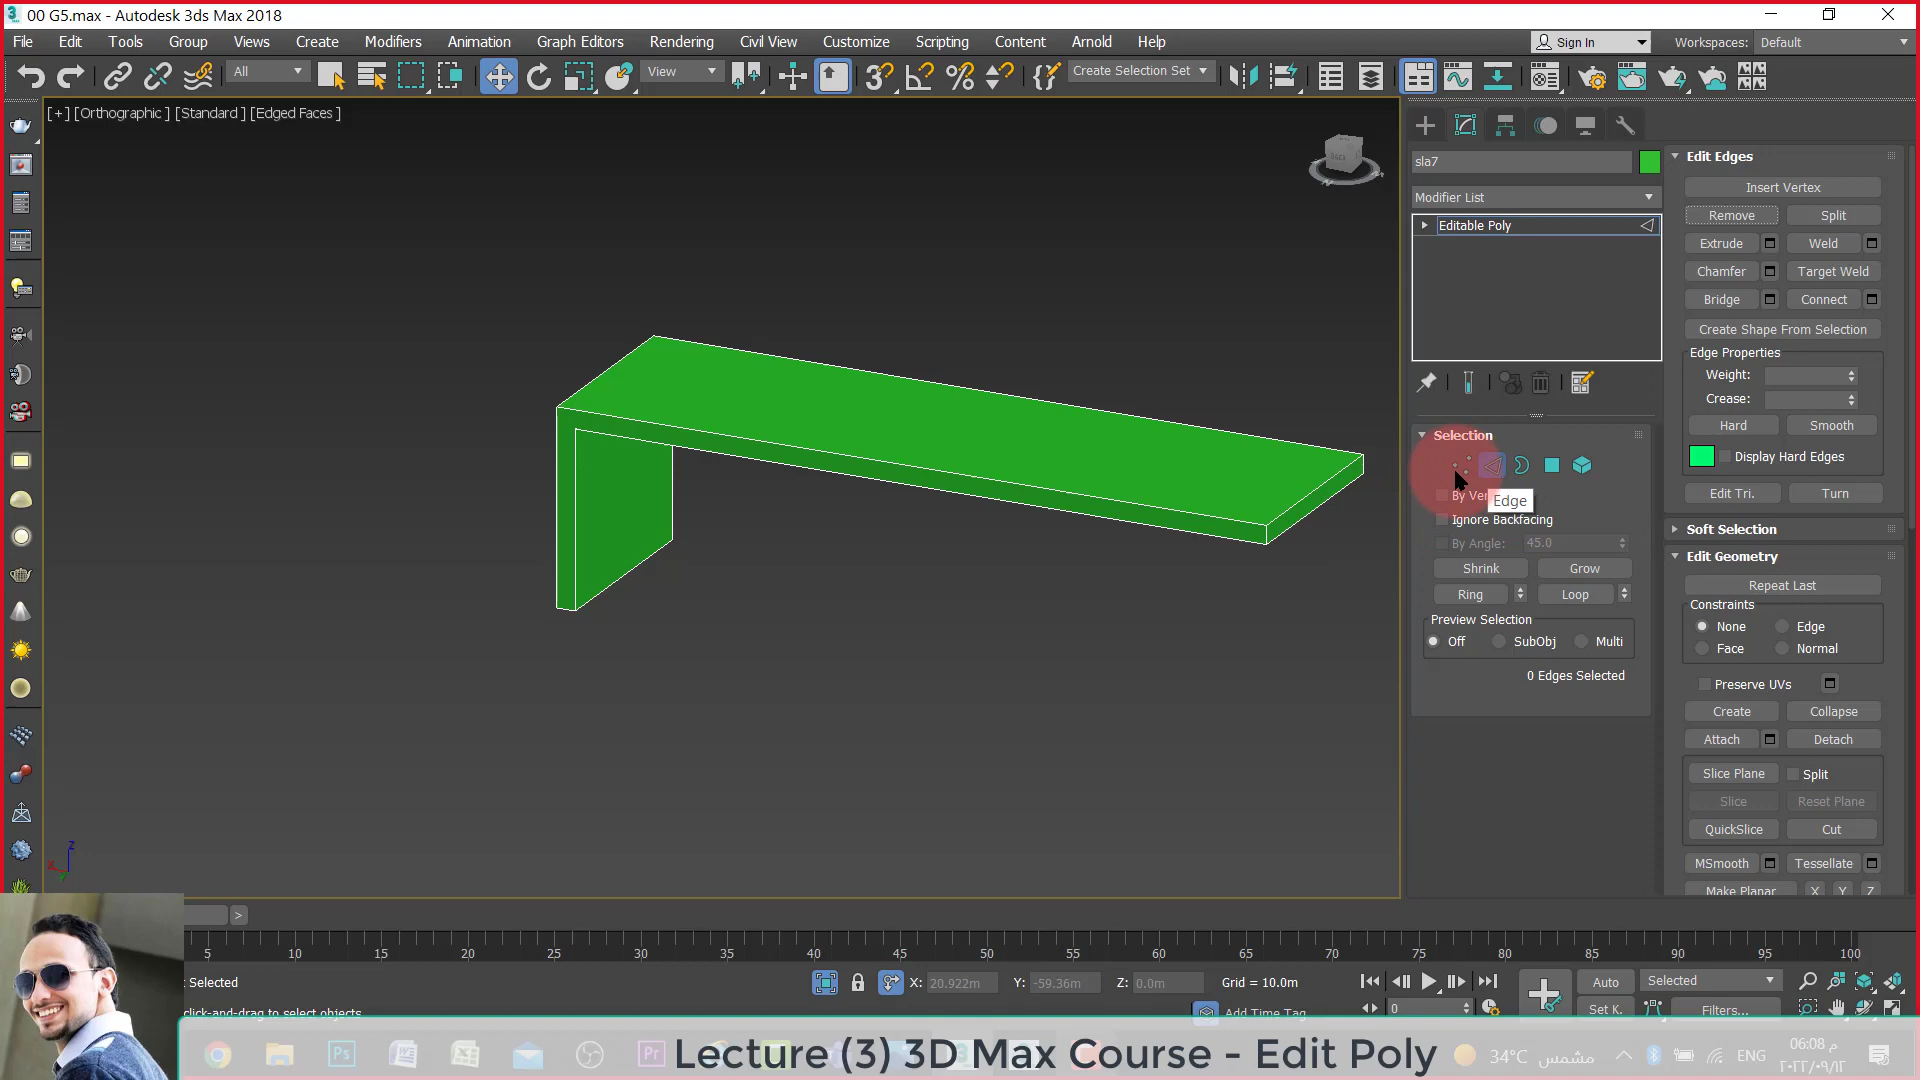 00 G5.max - Autodesk 3ds Max 2018
File Edit Tools Group Views Create Modifiers Animation Graph Editors Rendering Civil View Customize Scripting Content Arnold Help
Sign In Workspaces: Default
All View Create Selection Set
[+] [Orthographic ] [Standard ] [Edged Faces ]
sla7
Modifier List
Editable Poly
Selection
By Ver
Edge
Ignore Backfacing
By Angle: 45.0
Shrink Grow
Ring Loop
Preview Selection
Off SubObj Multi
0 Edges Selected
Edit Edges
Insert Vertex
Remove Split
Extrude Weld
Chamfer Target Weld
Bridge Connect
Create Shape From Selection
Edge Properties
Weight:
Crease:
Hard Smooth
Display Hard Edges
Edit Tri. Turn
Soft Selection
Edit Geometry
Repeat Last
Constraints
None Edge
Face Normal
Preserve UVs
Create Collapse
Attach Detach
Slice Plane Split
Slice Reset Plane
QuickSlice Cut
MSmooth Tessellate
Make Planar X Y Z
z
x
y
>
5 10 15 20 25 30 35 40 45 50 55 60 65 70 75 80 85 90 95 100
Selected X: 20.922m Y: -59.36m Z: 0.0m Grid = 10.0m Auto Selected
click-and-drag to select objects Add Time Tag 0 Set K. Filters...
Lecture (3) 3D Max Course - Edit Poly
34°C مشمس ENG 06:08 م
٢٠٢٢/٠٩/١٢